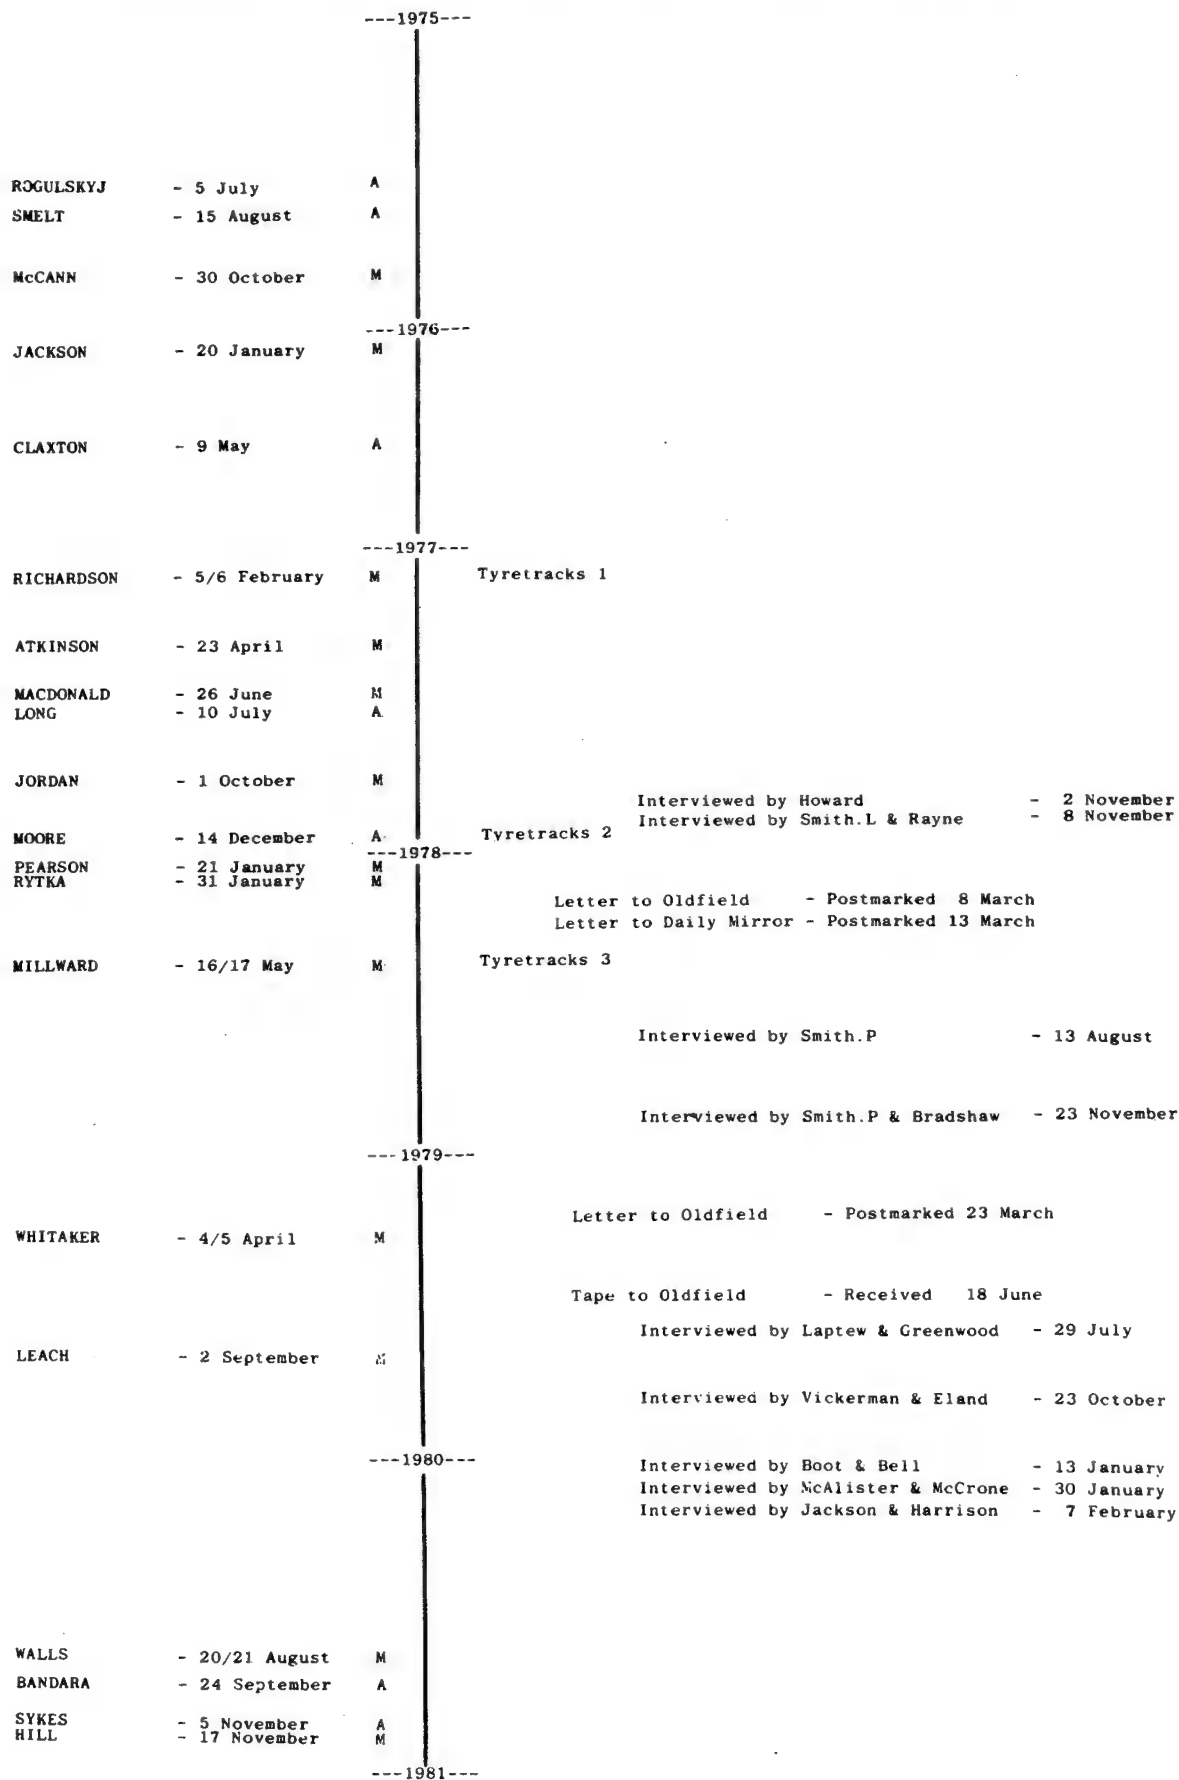 ---1975---
ROGULSKYJ - 5 July A
SMELT - 15 August A
McCANN - 30 October M
---1976---
JACKSON - 20 January M
CLAXTON - 9 May A
---1977---
RICHARDSON - 5/6 February M Tyretracks 1
ATKINSON - 23 April M
MACDONALD - 26 June M
LONG - 10 July A
JORDAN - 1 October M
Interviewed by Howard - 2 November
Interviewed by Smith.L & Rayne - 8 November
MOORE - 14 December A Tyretracks 2
---1978---
PEARSON - 21 January M
RYTKA - 31 January M
Letter to Oldfield - Postmarked 8 March
Letter to Daily Mirror - Postmarked 13 March
MILLWARD - 16/17 May M Tyretracks 3
Interviewed by Smith.P - 13 August
Interviewed by Smith.P & Bradshaw - 23 November
---1979---
Letter to Oldfield - Postmarked 23 March
WHITAKER - 4/5 April M
Tape to Oldfield - Received 18 June
Interviewed by Laptew & Greenwood - 29 July
LEACH - 2 September M
Interviewed by Vickerman & Eland - 23 October
---1980---
Interviewed by Boot & Bell - 13 January
Interviewed by McAlister & McCrone - 30 January
Interviewed by Jackson & Harrison - 7 February
WALLS - 20/21 August M
BANDARA - 24 September A
SYKES - 5 November A
HILL - 17 November M
---1981---